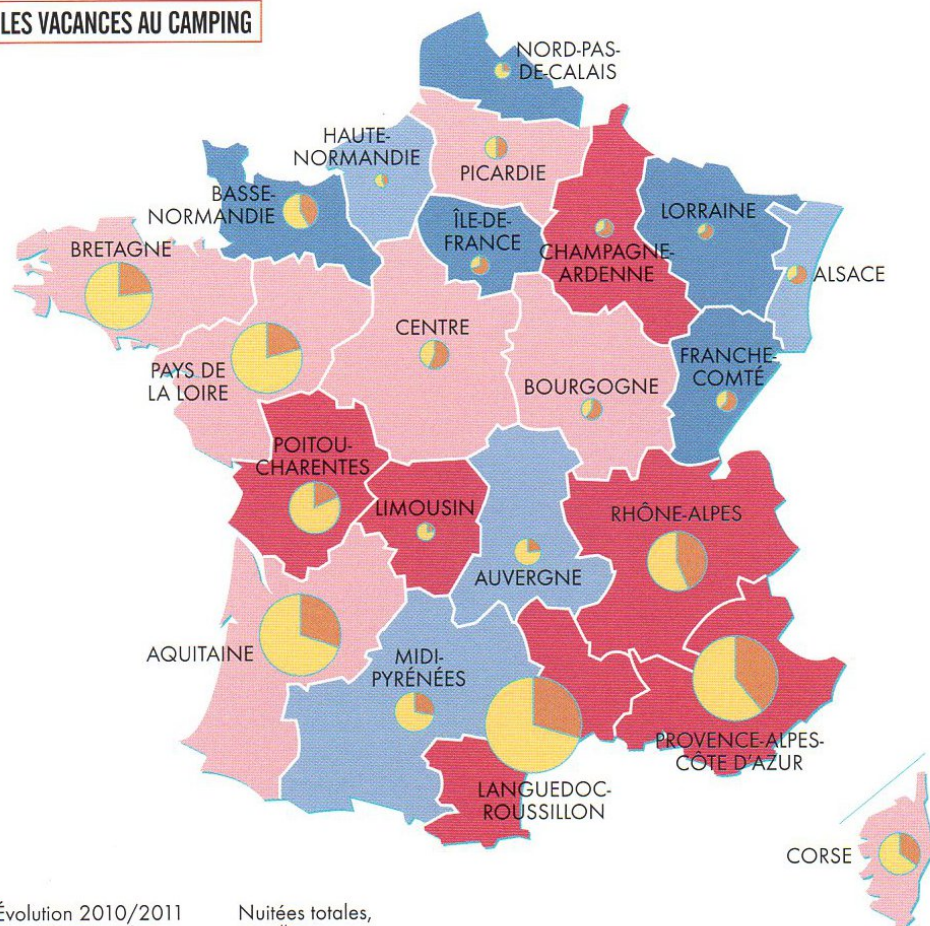 LES VACANCES AU CAMPING
NORD-PAS-
DE-CALAIS
HAUTE-
NORMANDIE
PICARDIE
BASSE-
NORMANDIE
ÎLE-DE-
FRANCE
LORRAINE
CHAMPAGNE-
ARDENNE
ALSACE
BRETAGNE
CENTRE
PAYS DE
LA LOIRE
FRANCHE-
COMTÉ
BOURGOGNE
POITOU-
CHARENTES
LIMOUSIN
RHÔNE-ALPES
AUVERGNE
AQUITAINE
MIDI-
PYRÉNÉES
PROVENCE-ALPES-
CÔTE D'AZUR
LANGUEDOC-
ROUSSILLON
CORSE
Évolution 2010/2011
Nuitées totales,